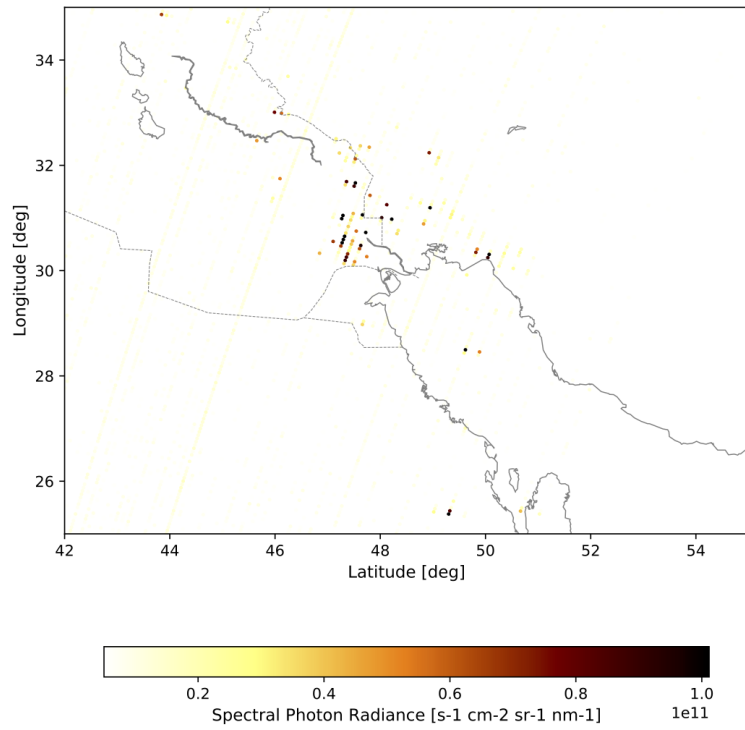 34
32
30
28
26
Longitude [deg]
42 44 46 48 50 52 54
Latitude [deg]
0.2 0.4 0.6 0.8 1.0
Spectral Photon Radiance [s-1 cm-2 sr-1 nm-1]
1e11